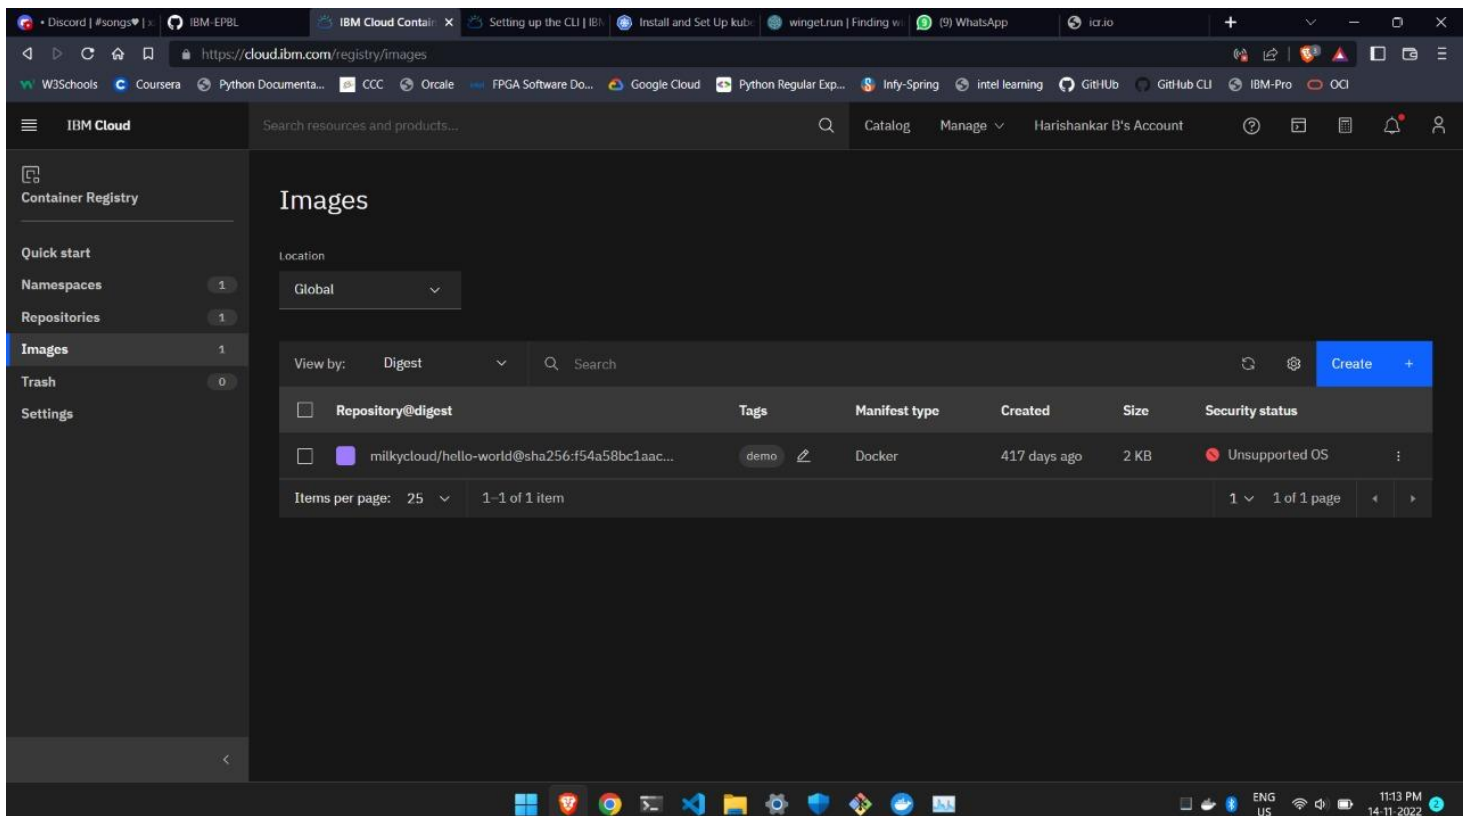 • Discord | #songs♥ | x
IBM-EPBL
IBM Cloud Contain
Setting up the CLI | IBM
Install and Set Up kube
winget.run | Finding wi
(9) WhatsApp
icr.io
https://cloud.ibm.com/registry/images
W3Schools
Coursera
Python Documenta...
CCC
Orcale
FPGA Software Do...
Google Cloud
Python Regular Exp...
Infy-Spring
intel learning
GitHUb
GitHub CLI
IBM-Pro
OCI
IBM Cloud
Search resources and products...
Catalog
Manage
Harishankar B's Account
Container Registry
Quick start
Namespaces 1
Repositories 1
Images 1
Trash 0
Settings
Images
Location
Global
View by: Digest
Search
Create +
Repository@digest Tags Manifest type Created Size Security status
milkycloud/hello-world@sha256:f54a58bc1aac... demo Docker 417 days ago 2 KB Unsupported OS
Items per page: 25 1–1 of 1 item 1 1 of 1 page
ENG
US
11:13 PM
14-11-2022
2